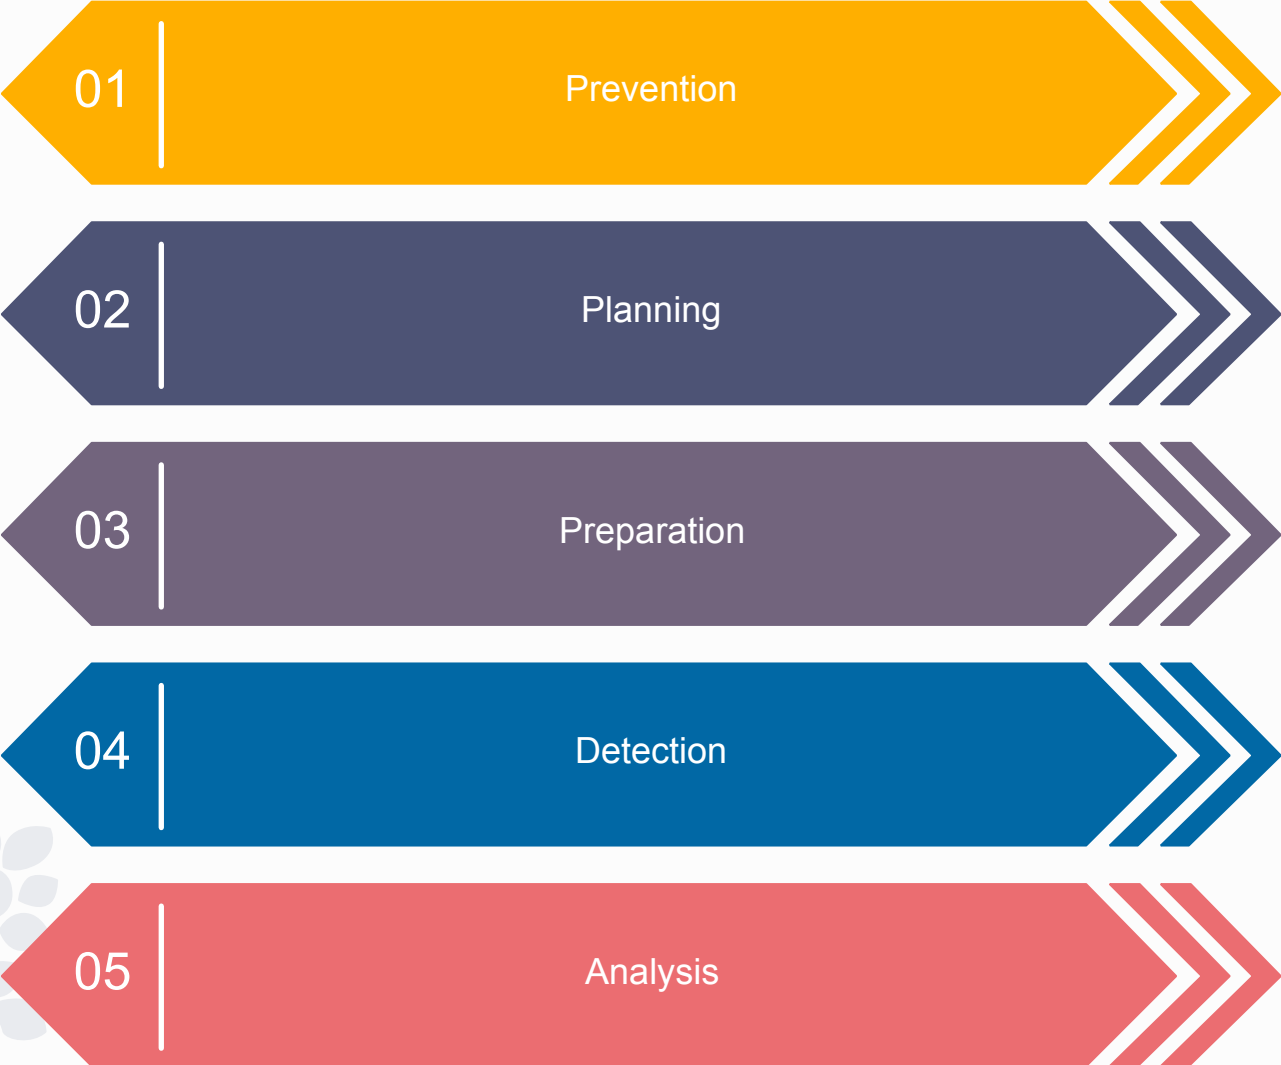 01
Prevention
02
Planning
03
Preparation
04
Detection
05
Analysis